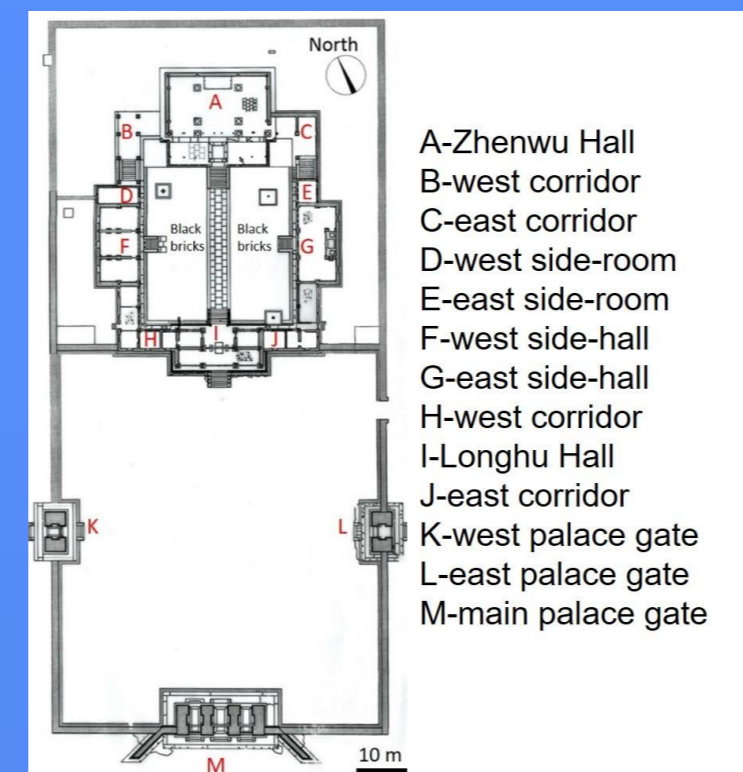 North
A
B
C
D
E
Black bricks
Black bricks
F
G
H
I
J
K
L
M
10 m
A-Zhenwu Hall
B-west corridor
C-east corridor
D-west side-room
E-east side-room
F-west side-hall
G-east side-hall
H-west corridor
I-Longhu Hall
J-east corridor
K-west palace gate
L-east palace gate
M-main palace gate